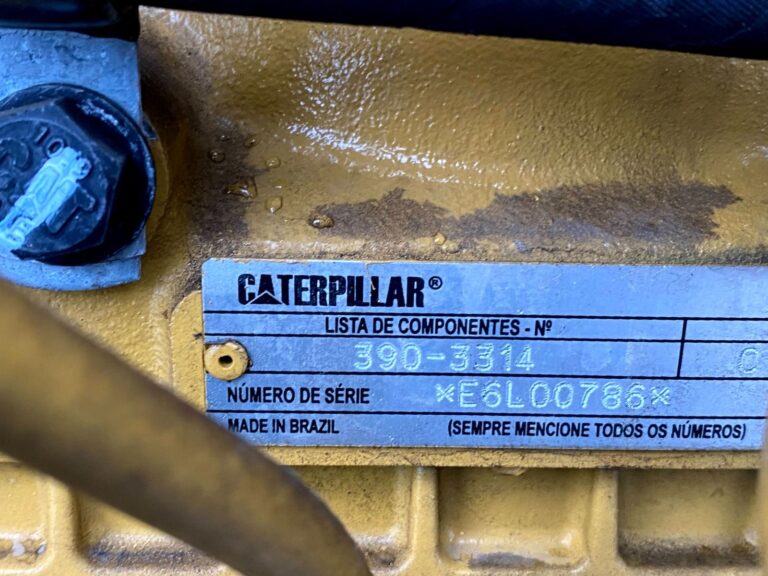 CATERPILLAR®
LISTA DE COMPONENTES - Nº
390-3314 0
NÚMERO DE SÉRIE *E6L00786*
MADE IN BRAZIL (SEMPRE MENCIONE TODOS OS NÚMEROS)